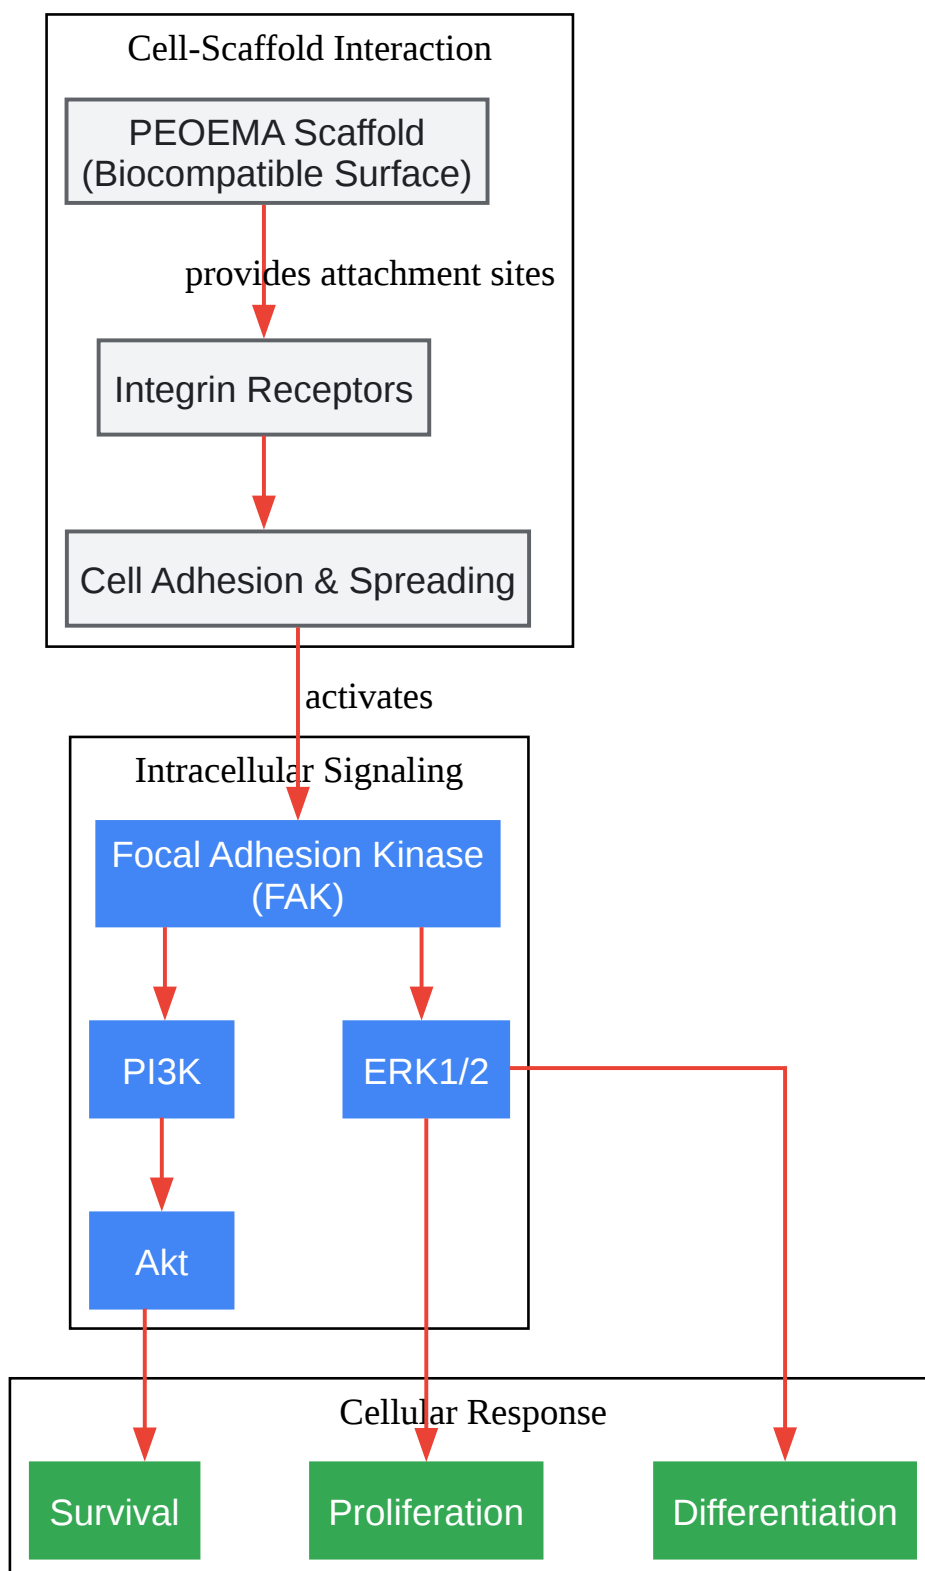 Cell-Scaffold Interaction
PEOEMA Scaffold
(Biocompatible Surface)
provides attachment sites
Integrin Receptors
Cell Adhesion & Spreading
activates
Intracellular Signaling
Focal Adhesion Kinase
(FAK)
PI3K
ERK1/2
Akt
Cellular Response
Survival
Proliferation
Differentiation